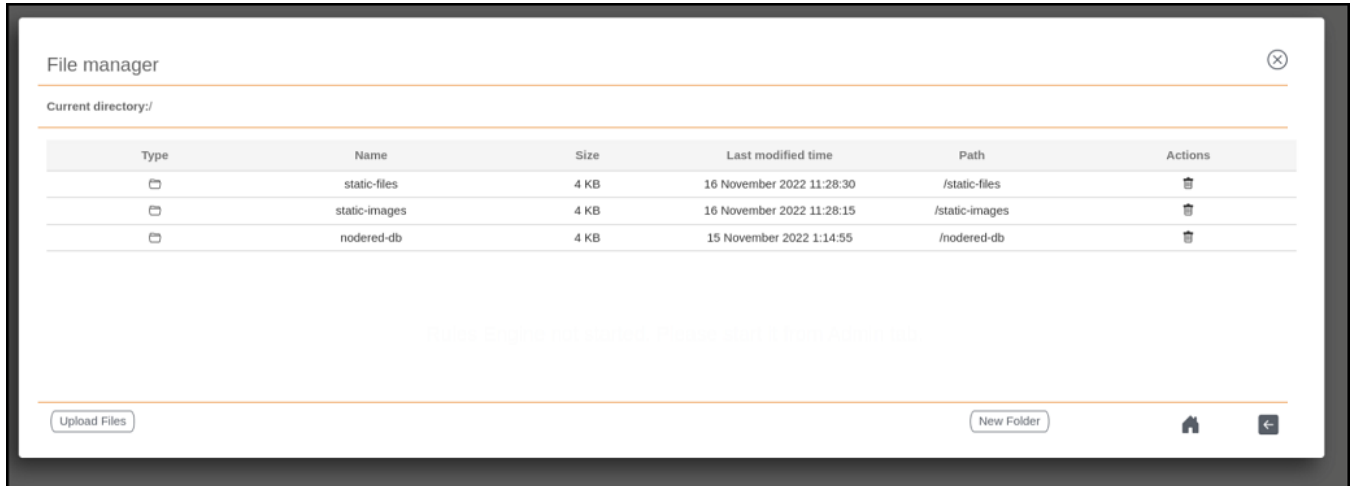 File manager
Current directory:/
Type Name Size Last modified time Path Actions
static-files 4 KB 16 November 2022 11:28:30 /static-files
static-images 4 KB 16 November 2022 11:28:15 /static-images
nodered-db 4 KB 15 November 2022 1:14:55 /nodered-db
Upload Files New Folder